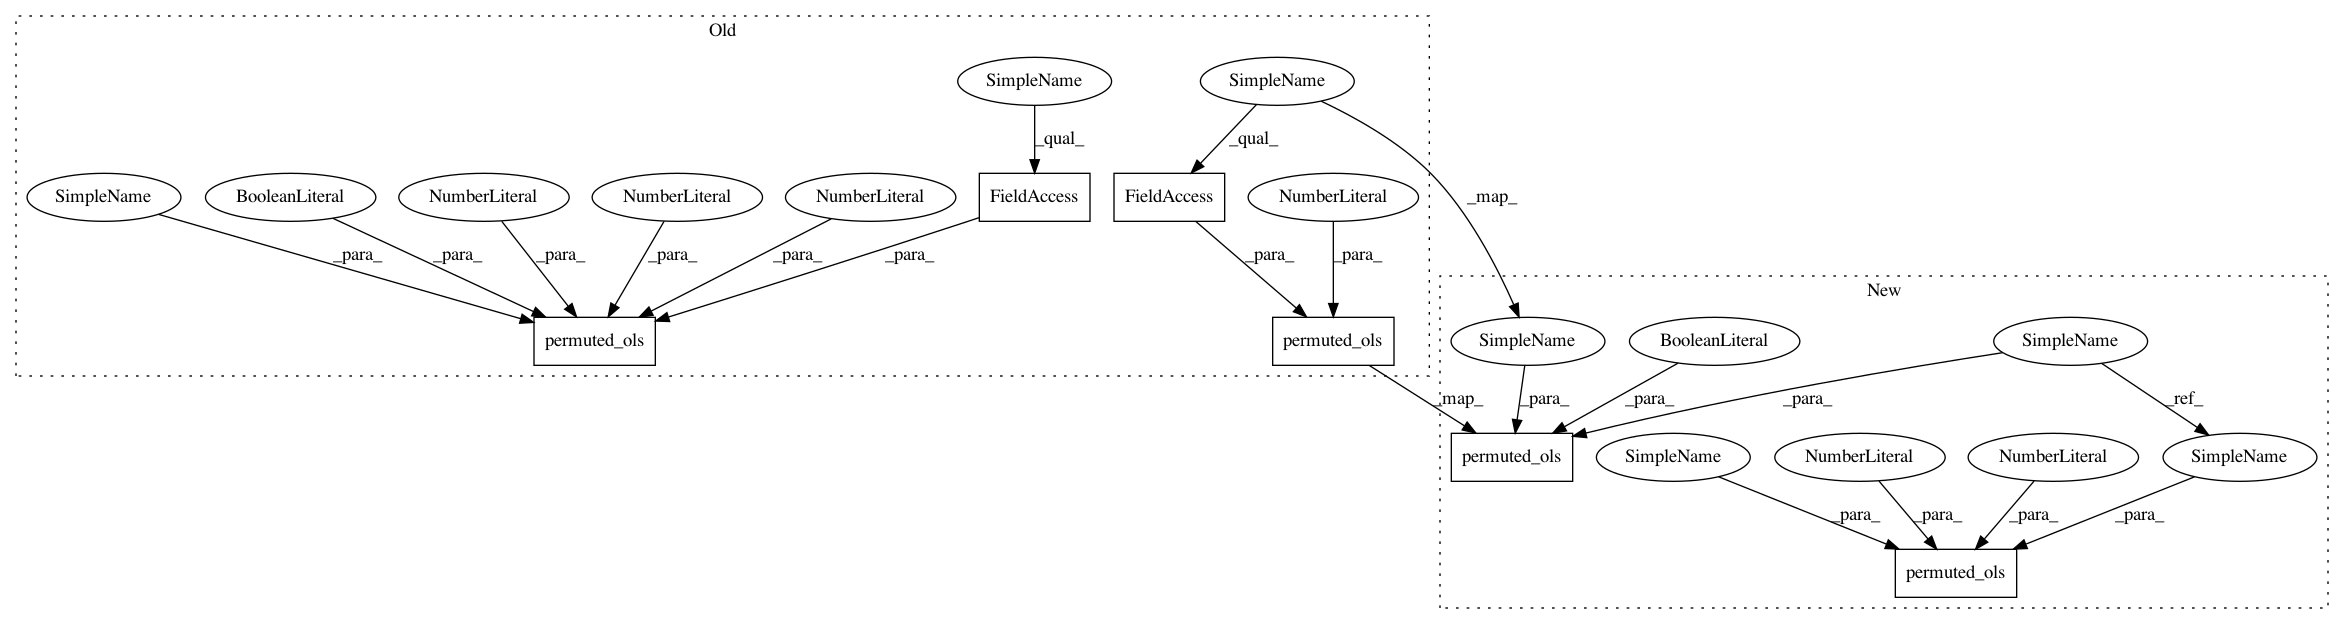 Old
SimpleName
SimpleName
_qual_
_qual_
_map_
SimpleName
BooleanLiteral
NumberLiteral
NumberLiteral
NumberLiteral
FieldAccess
FieldAccess
NumberLiteral
_para_
_para_
_para_
_para_
_para_
_para_
_para_
_para_
permuted_ols
permuted_ols
New
SimpleName
BooleanLiteral
SimpleName
_map_
_para_
_para_
_para_
_ref_
permuted_ols
SimpleName
NumberLiteral
NumberLiteral
SimpleName
_para_
_para_
_para_
_para_
permuted_ols